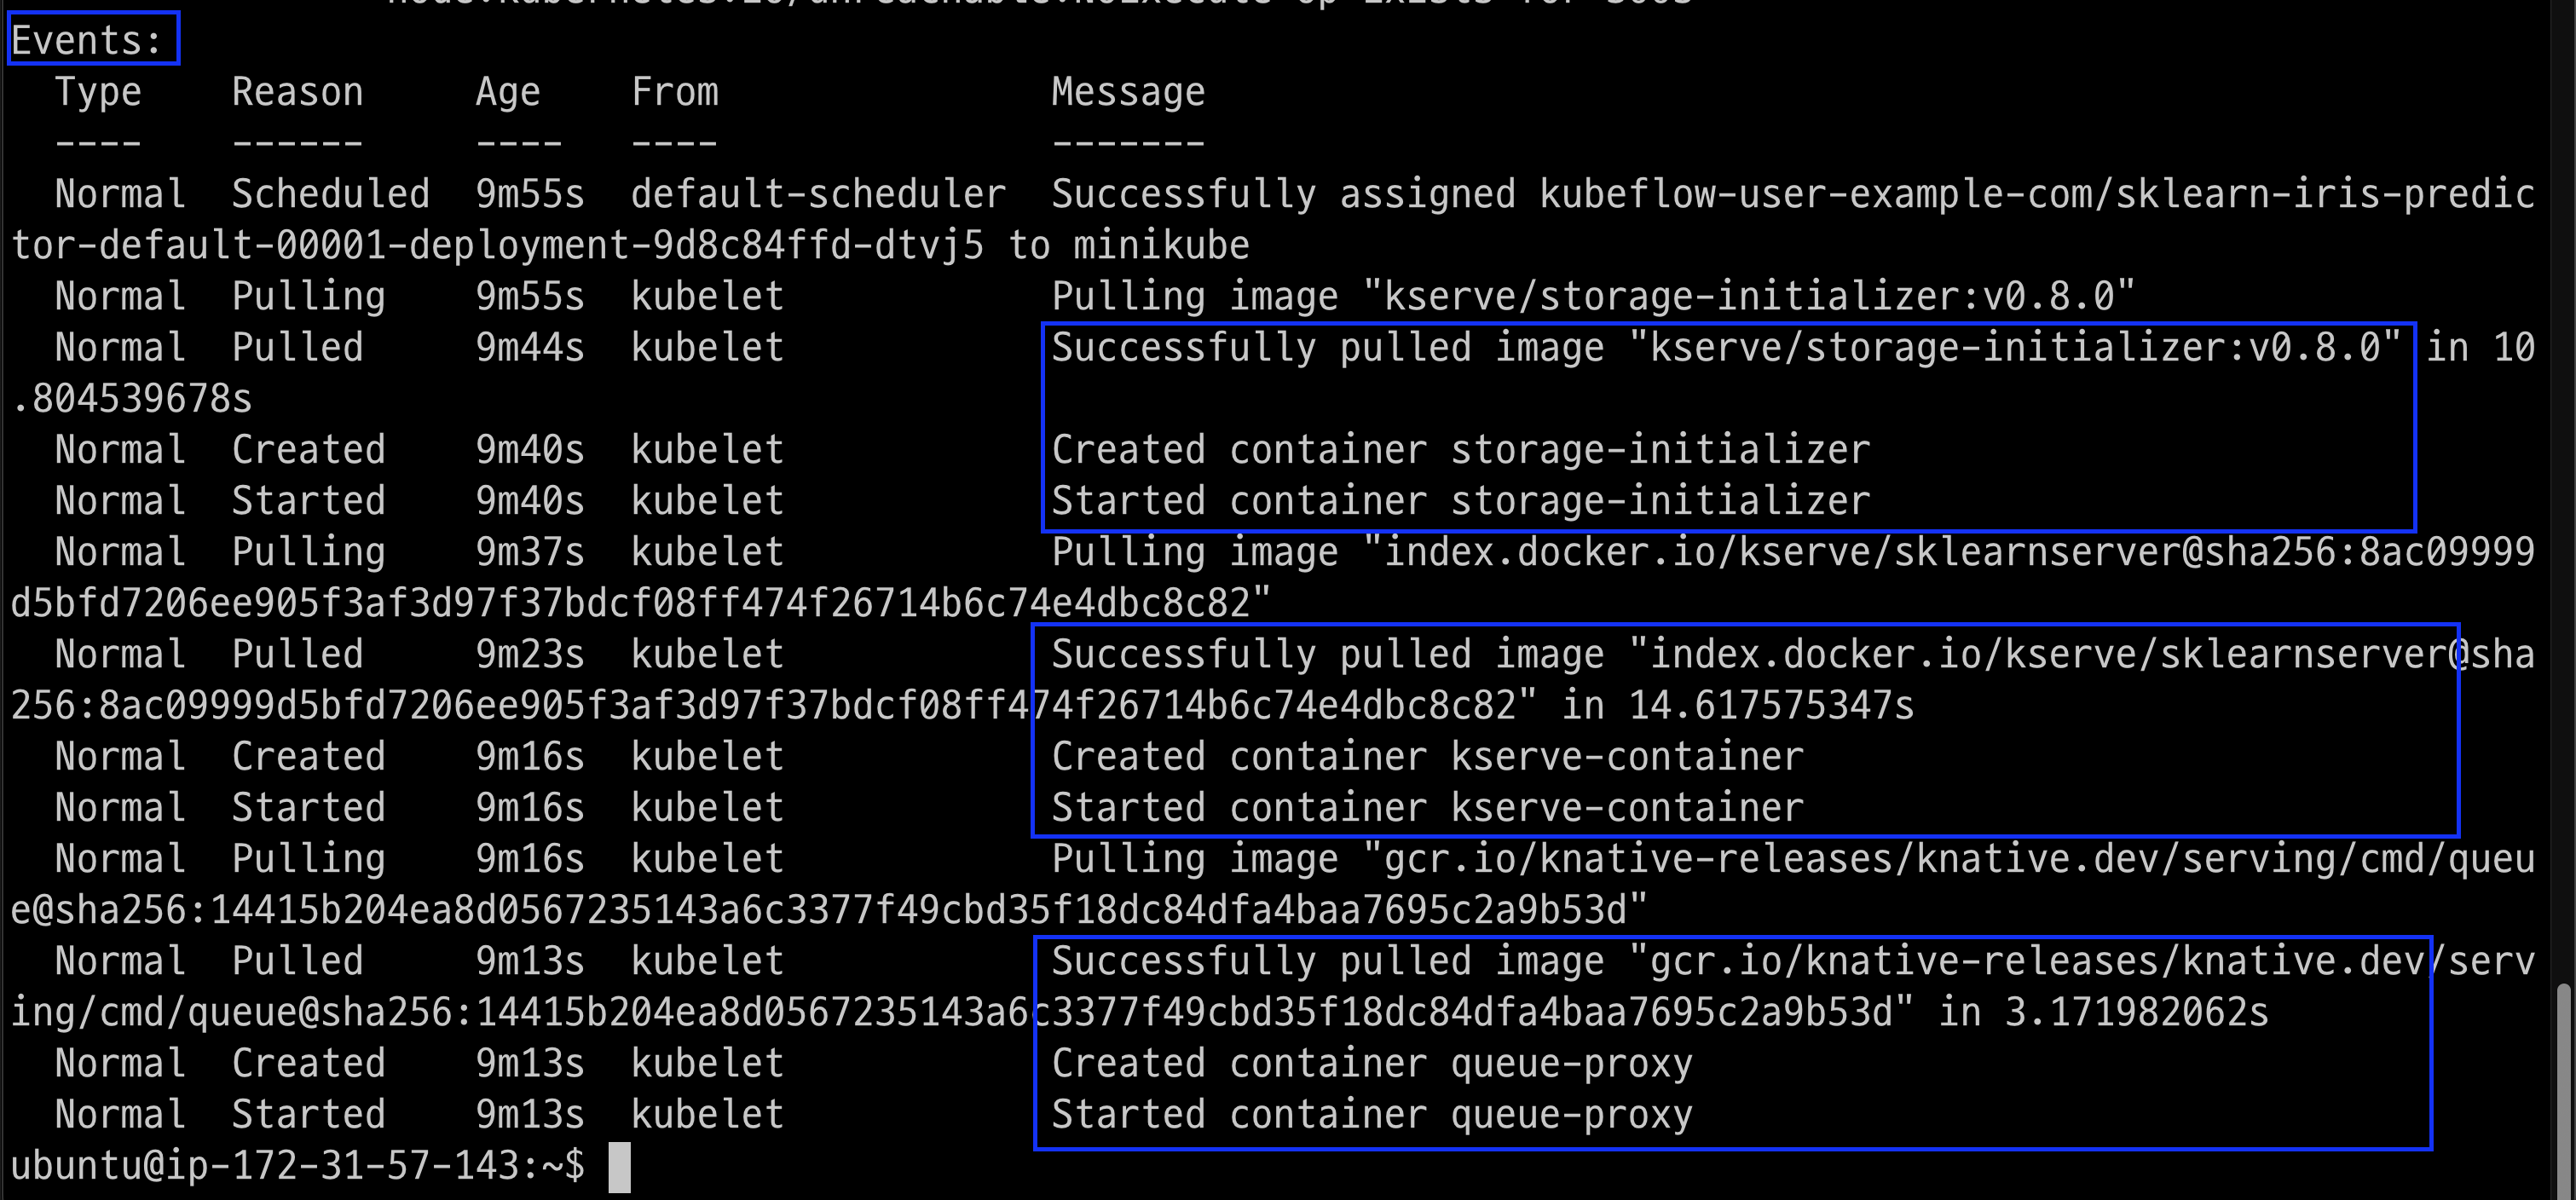 Events:
Type Reason Age From Message
---- ------ ---- ---- -------
Normal Scheduled 9m55s default-scheduler Successfully assigned kubeflow-user-example-com/sklearn-iris-predic
tor-default-00001-deployment-9d8c84ffd-dtvj5 to minikube
Normal Pulling 9m55s kubelet Pulling image "kserve/storage-initializer:v0.8.0"
Normal Pulled 9m44s kubelet Successfully pulled image "kserve/storage-initializer:v0.8.0" in 10
.804539678s
Normal Created 9m40s kubelet Created container storage-initializer
Normal Started 9m40s kubelet Started container storage-initializer
Normal Pulling 9m37s kubelet Pulling image "index.docker.io/kserve/sklearnserver@sha256:8ac09999
d5bfd7206ee905f3af3d97f37bdcf08ff474f26714b6c74e4dbc8c82"
Normal Pulled 9m23s kubelet Successfully pulled image "index.docker.io/kserve/sklearnserver@sha
256:8ac09999d5bfd7206ee905f3af3d97f37bdcf08ff474f26714b6c74e4dbc8c82" in 14.617575347s
Normal Created 9m16s kubelet Created container kserve-container
Normal Started 9m16s kubelet Started container kserve-container
Normal Pulling 9m16s kubelet Pulling image "gcr.io/knative-releases/knative.dev/serving/cmd/queu
e@sha256:14415b204ea8d0567235143a6c3377f49cbd35f18dc84dfa4baa7695c2a9b53d"
Normal Pulled 9m13s kubelet Successfully pulled image "gcr.io/knative-releases/knative.dev/serv
ing/cmd/queue@sha256:14415b204ea8d0567235143a6c3377f49cbd35f18dc84dfa4baa7695c2a9b53d" in 3.171982062s
Normal Created 9m13s kubelet Created container queue-proxy
Normal Started 9m13s kubelet Started container queue-proxy
ubuntu@ip-172-31-57-143:~$